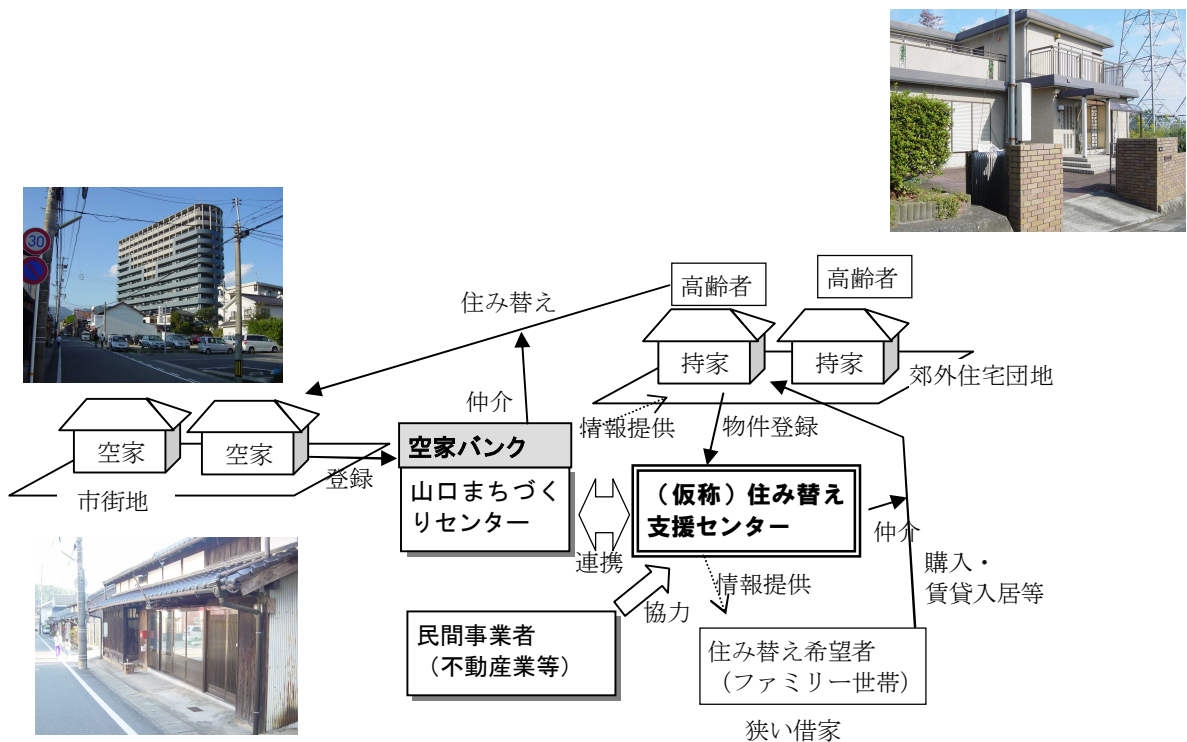 30
高齢者
高齢者
住み替え
持家
持家
郊外住宅団地
仲介
情報提供
物件登録
空家
空家
市街地
登録
空家バンク
山口まちづく
りセンター
（仮称）住み替え
支援センター
連携
仲介
購入・
賃貸入居等
情報提供
協力
民間事業者
（不動産業等）
住み替え希望者
（ファミリー世帯）
狭い借家